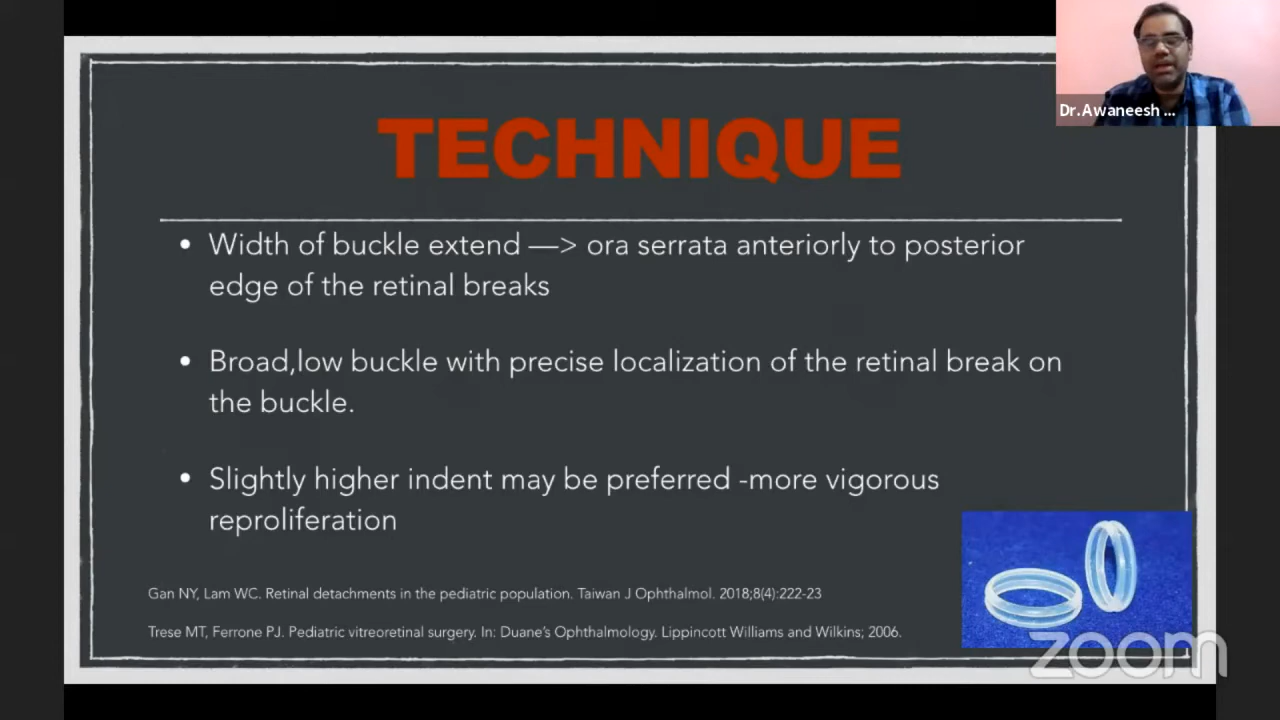 Dr.Awaneesh ...
TECHNIQUE
• Width of buckle extend —> ora serrata anteriorly to posterior
edge of the retinal breaks
• Broad,low buckle with precise localization of the retinal break on
the buckle.
• Slightly higher indent may be preferred -more vigorous
reproliferation
Gan NY, Lam WC. Retinal detachments in the pediatric population. Taiwan J Ophthalmol. 2018;8(4):222-23
Trese MT, Ferrone PJ. Pediatric vitreoretinal surgery. In: Duane's Ophthalmology. Lippincott Williams and Wilkins; 2006.
zoom